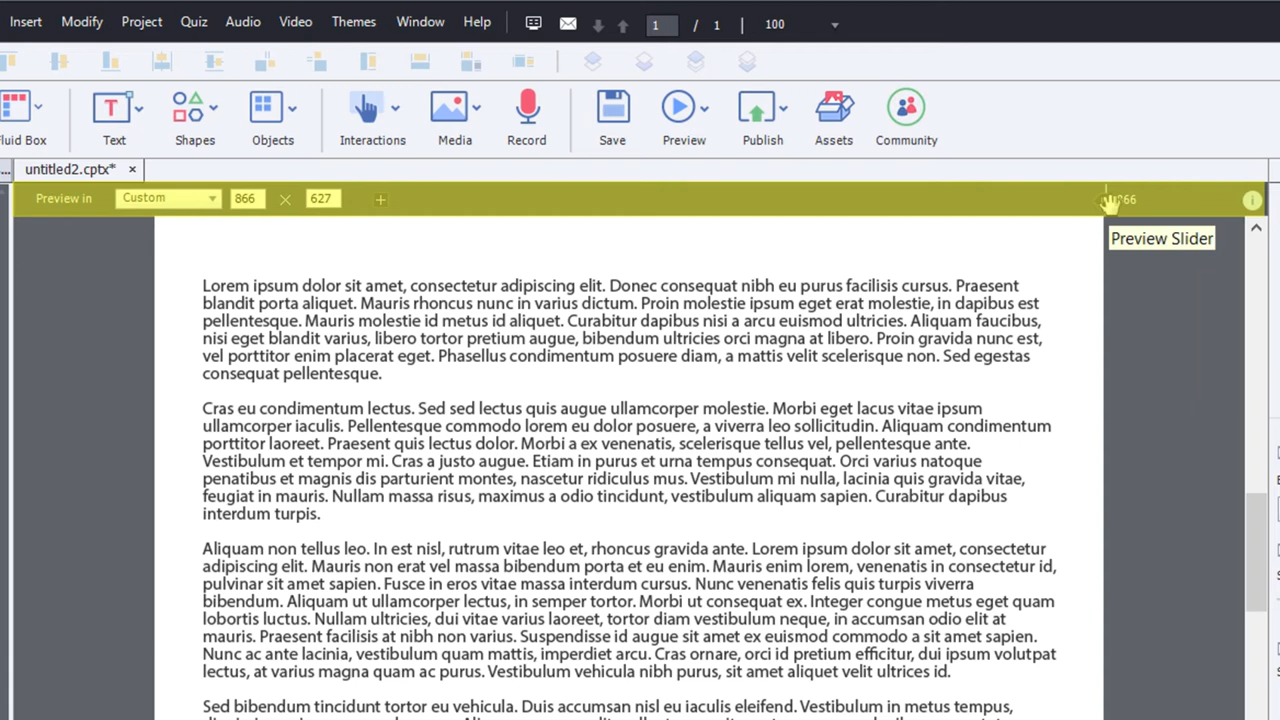 Insert Modify Project Quiz Audio Video Themes Window Help 1 / 1 100
Text Shapes Objects Interactions Media Record Save Preview Publish Assets Community
untitled2.cptx* ×
Preview in Custom 866 × 627 +
Preview Slider
Lorem ipsum dolor sit amet, consectetur adipiscing elit. Donec consequat nibh eu purus facilisis cursus. Praesent
blandit porta aliquet. Mauris rhoncus nunc in varius dictum. Proin molestie ipsum eget erat molestie, in dapibus est
pellentesque. Mauris molestie id metus id aliquet. Curabitur dapibus nisi a arcu euismod ultricies. Aliquam faucibus,
nisi eget blandit varius, libero tortor pretium augue, bibendum ultricies orci magna at libero. Proin gravida nunc est,
vel porttitor enim placerat eget. Phasellus condimentum posuere diam, a mattis velit scelerisque non. Sed egestas
consequat pellentesque.
Cras eu condimentum lectus. Sed sed lectus quis augue ullamcorper molestie. Morbi eget lacus vitae ipsum
ullamcorper iaculis. Pellentesque commodo lorem eu dolor posuere, a viverra leo sollicitudin. Aliquam condimentum
porttitor laoreet. Praesent quis lectus dolor. Morbi a ex venenatis, scelerisque tellus vel, pellentesque ante.
Vestibulum et tempor mi. Cras a justo augue. Etiam in purus et urna tempus consequat. Orci varius natoque
penatibus et magnis dis parturient montes, nascetur ridiculus mus. Vestibulum mi nulla, lacinia quis gravida vitae,
feugiat in mauris. Nullam massa risus, maximus a odio tincidunt, vestibulum aliquam sapien. Curabitur dapibus
interdum turpis.
Aliquam non tellus leo. In est nisl, rutrum vitae leo et, rhoncus gravida ante. Lorem ipsum dolor sit amet, consectetur
adipiscing elit. Mauris non erat vel massa bibendum porta et eu enim. Mauris enim lorem, venenatis in consectetur id,
pulvinar sit amet sapien. Fusce in eros vitae massa interdum cursus. Nunc venenatis felis quis turpis viverra
bibendum. Aliquam ut ullamcorper lectus, in semper tortor. Morbi ut consequat ex. Integer congue metus eget quam
lobortis luctus. Nullam ultricies, dui vitae varius laoreet, tortor diam vestibulum neque, in accumsan odio elit at
mauris. Praesent facilisis at nibh non varius. Suspendisse id augue sit amet ex euismod commodo a sit amet sapien.
Nunc ac ante lacinia, vestibulum quam mattis, imperdiet arcu. Cras ornare, orci id pretium efficitur, dui ipsum volutpat
lectus, at varius magna quam ac purus. Vestibulum vehicula nibh purus, sit amet aliquet velit ultrices id.
Sed bibendum tincidunt tortor eu vehicula. Duis accumsan nisl eu iaculis eleifend. Vestibulum in metus tempus,